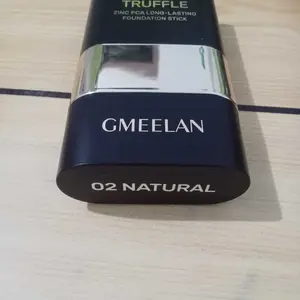 TRUFFLE
ZINC PCA LONG-LASTING
FOUNDATION STICK
GMEELAN
02 NATURAL